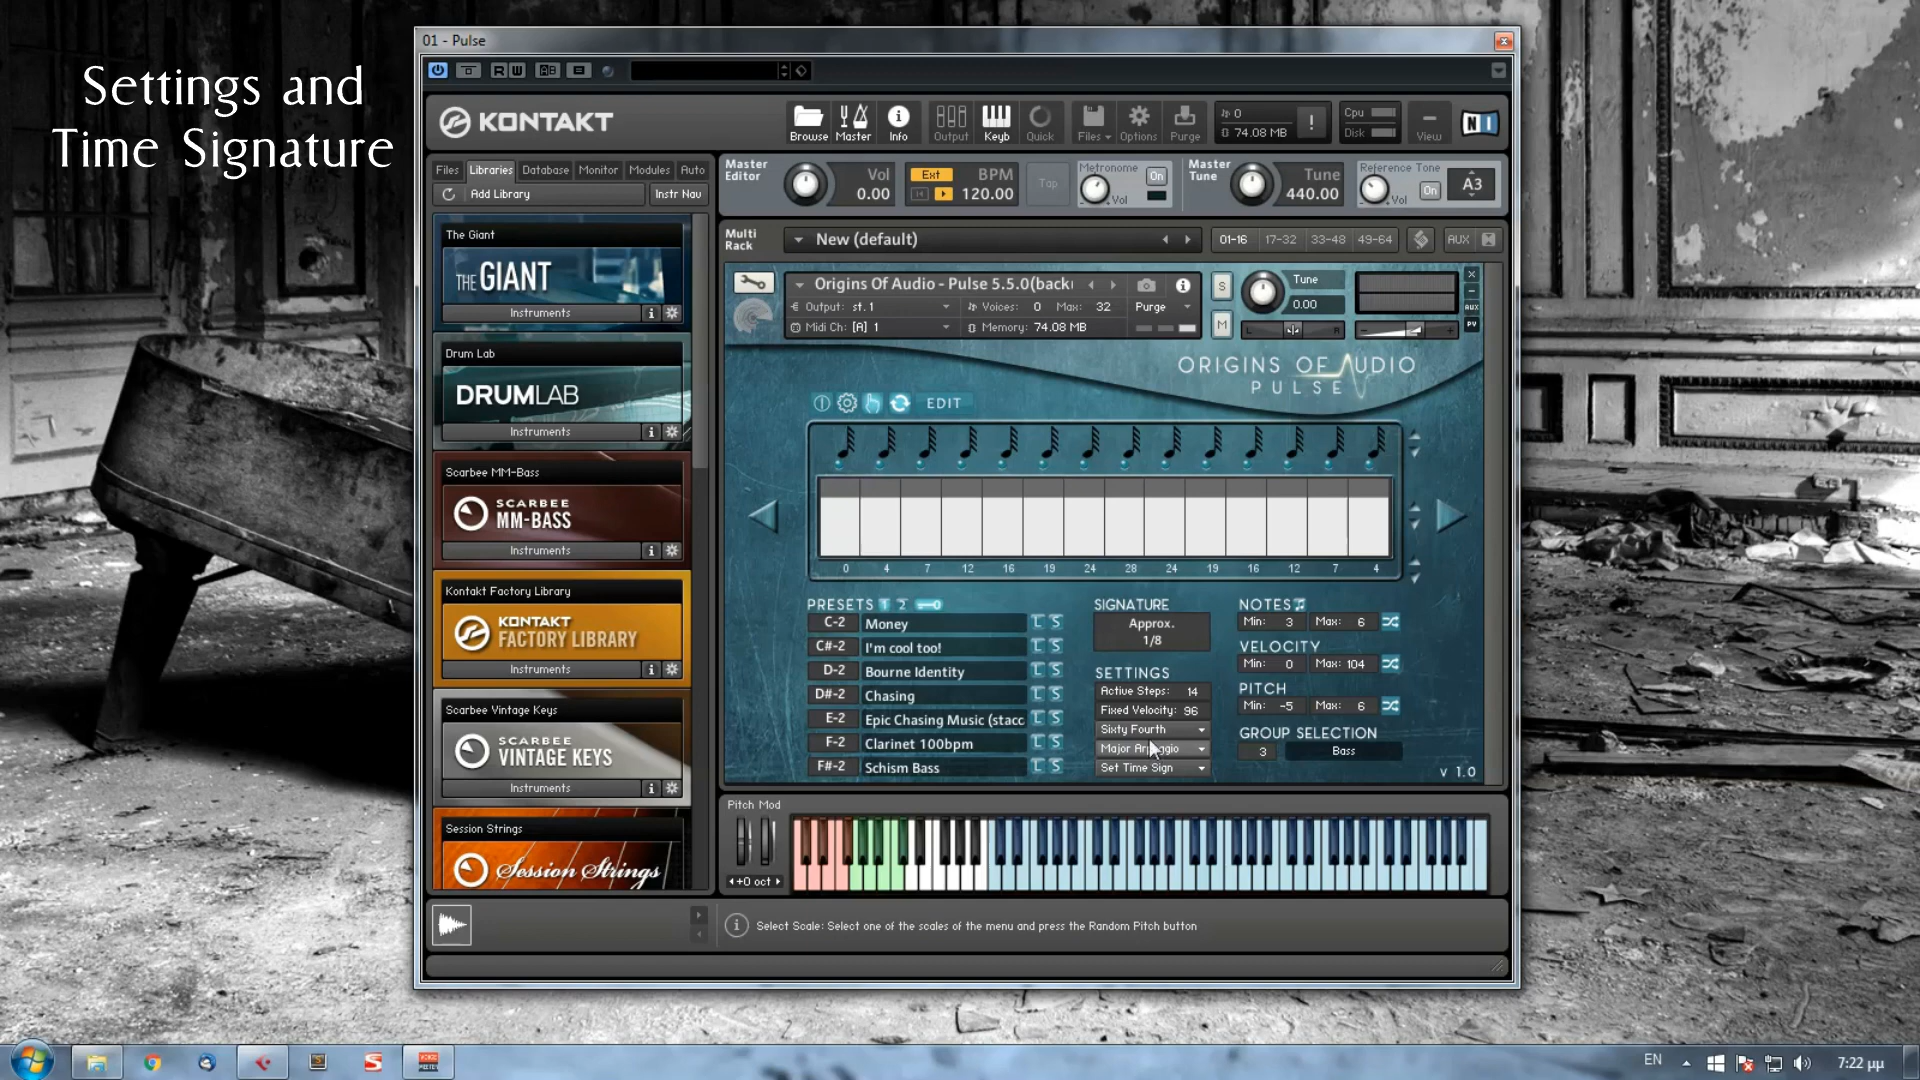 Settings and
Time Signature
01 - Pulse
KONTAKT
Browse Master Info Output Keyb Quick Files Options Purge
0
74.08 MB
!
Cpu
Disk
View
NI
Files Libraries Database Monitor Modules Auto
Add Library Instr Nav
Master Editor
Vol
0.00
Ext BPM
120.00
Tap
Metronome On
Vol
Master Tune
Tune
440.00
Reference Tone
Vol On A3
Multi Rack
New (default)
01-16 17-32 33-48 49-64 AUX
The Giant
THE GIANT
Instruments
Drum Lab
DRUMLAB
Instruments
Scarbee MM-Bass
SCARBEE
MM-BASS
Instruments
Kontakt Factory Library
KONTAKT
FACTORY LIBRARY
Instruments
Scarbee Vintage Keys
SCARBEE
VINTAGE KEYS
Instruments
Session Strings
Session Strings
Origins Of Audio - Pulse 5.5.0(back
Output: st.1 Voices: 0 Max: 32 Purge
Midi Ch: [A] 1 Memory: 74.08 MB
S
M
Tune
0.00
L R
AUX
PV
ORIGINS OF AUDIO
PULSE
EDIT
0 4 7 12 16 19 24 28 24 19 16 12 7 4
PRESETS 1 2
C-2 Money L S
C#-2 I'm cool too! L S
D-2 Bourne Identity L S
D#-2 Chasing L S
E-2 Epic Chasing Music (stacc L S
F-2 Clarinet 100bpm L S
F#-2 Schism Bass L S
SIGNATURE
Approx.
1/8
SETTINGS
Active Steps: 14
Fixed Velocity: 96
Sixty Fourth
Major Arpeggio
Set Time Sign
NOTES
Min: 3 Max: 6
VELOCITY
Min: 0 Max: 104
PITCH
Min: -5 Max: 6
GROUP SELECTION
3 Bass
v 1.0
Pitch Mod
+0 oct
Select Scale: Select one of the scales of the menu and press the Random Pitch button
EN
7:22 μμ